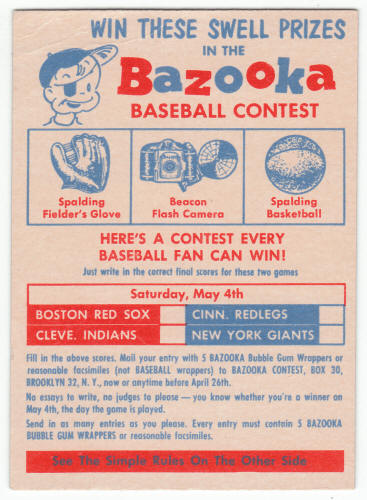 WIN THESE SWELL PRIZES
IN THE
Bazooka
BASEBALL CONTEST
Spalding
Fielder's Glove
Beacon
Flash Camera
Spalding
Basketball
HERE'S A CONTEST EVERY
BASEBALL FAN CAN WIN!
Just write in the correct final scores for these two games
Saturday, May 4th
BOSTON RED SOX
CINN. REDLEGS
CLEVE. INDIANS
NEW YORK GIANTS
Fill in the above scores. Mail your entry with 5 BAZOOKA Bubble Gum Wrappers or
reasonable facsimiles (not BASEBALL wrappers) to BAZOOKA CONTEST, BOX 30,
BROOKLYN 32, N. Y., now or anytime before April 26th.
No essays to write, no judges to please — you know whether you're a winner on
May 4th, the day the game is played.
Send in as many entries as you please. Every entry must contain 5 BAZOOKA
BUBBLE GUM WRAPPERS or reasonable facsimiles.
See The Simple Rules On The Other Side